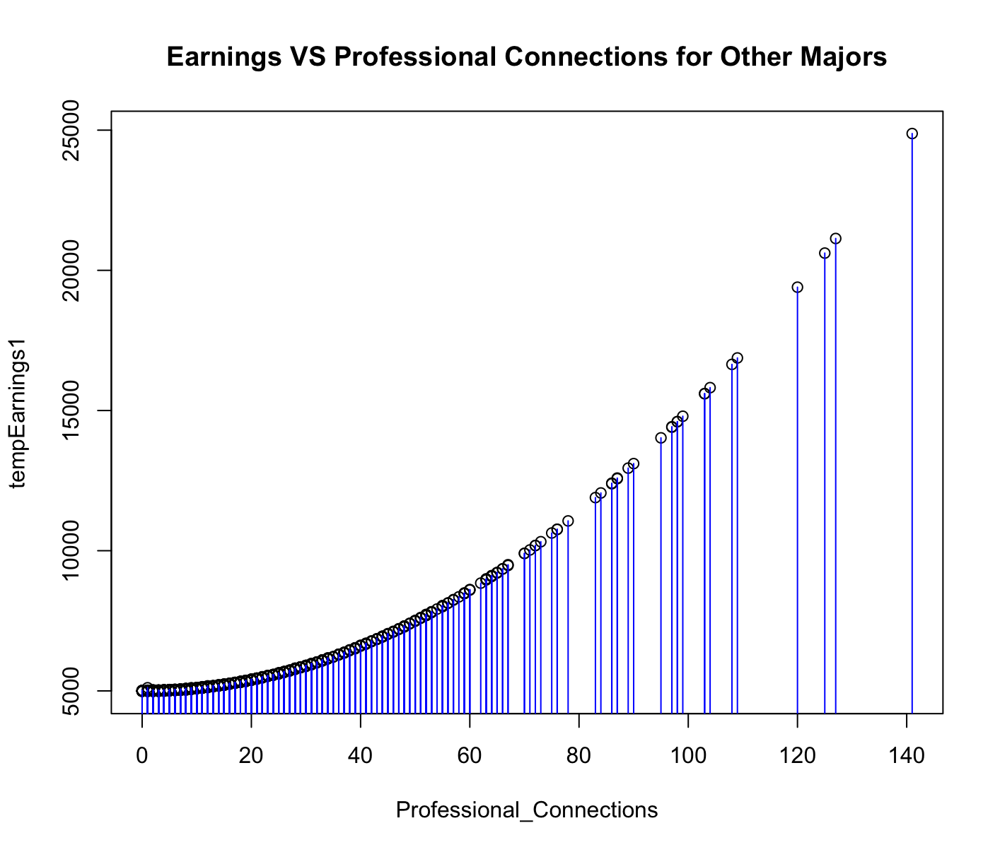 Earnings VS Professional Connections for Other Majors
25000
20000
15000
10000
5000
tempEarnings1
0 20 40 60 80 100 120 140
Professional_Connections